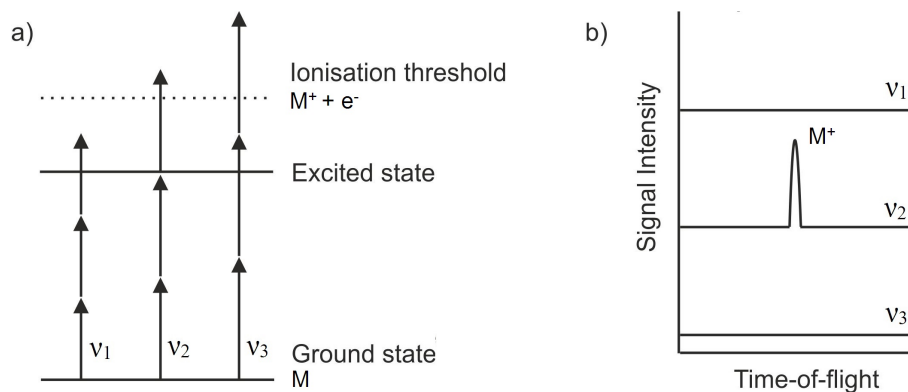 a)
Ionisation threshold
M⁺ + e⁻
Excited state
ν₁
ν₂
ν₃
Ground state
M
b)
Signal Intensity
ν₁
M⁺
ν₂
ν₃
Time-of-flight